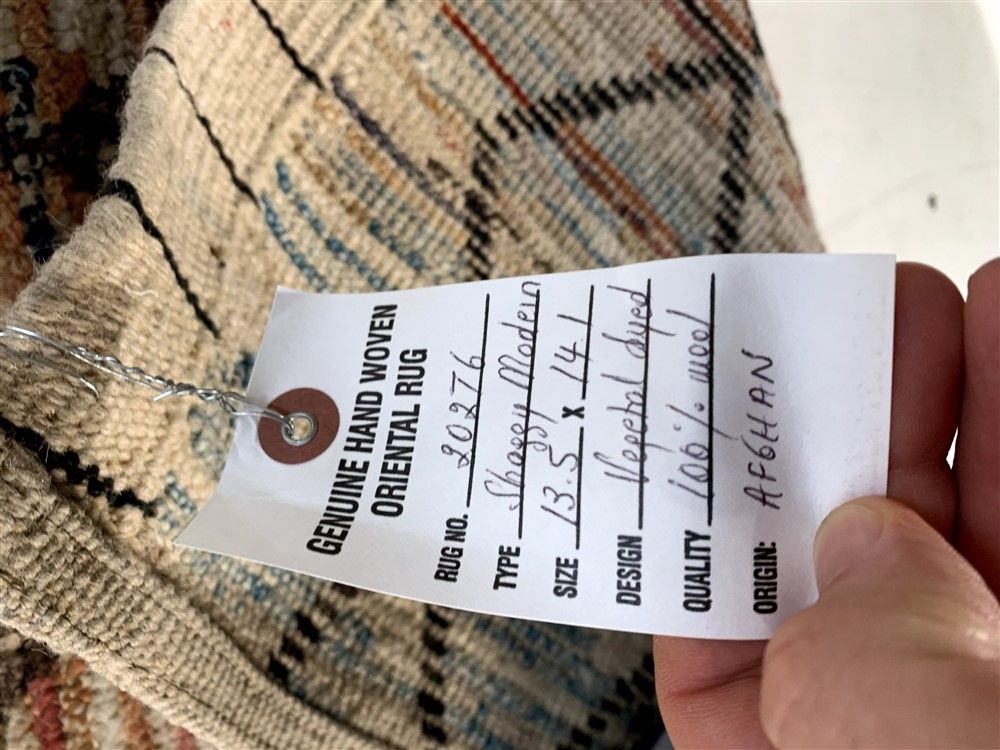 GENUINE HAND WOVEN
ORIENTAL RUG
RUG NO. 202T6
TYPE Shaggy Modern
SIZE 13.5 X 14.1
DESIGN Vegetal dyed
QUALITY 100% wool
ORIGIN: AFGHAN